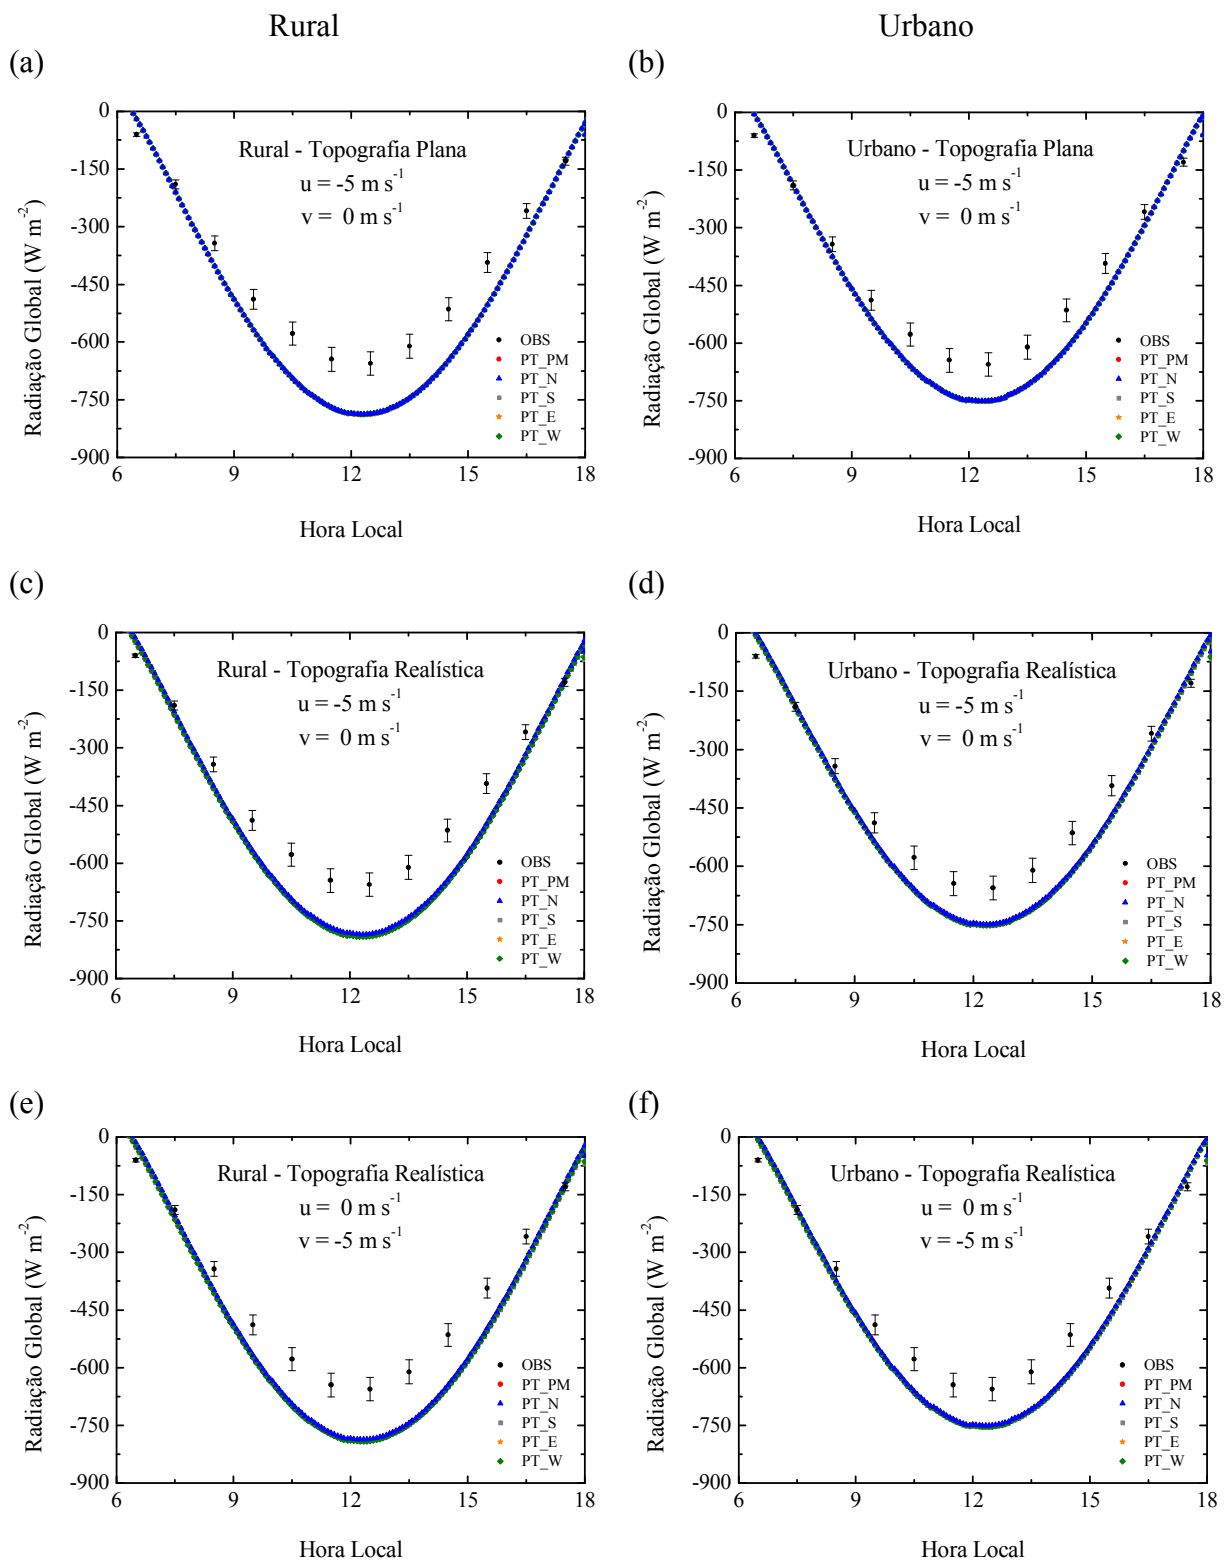 Rural
Urbano
(a)
(b)
0
-150
-300
-450
-600
-750
-900
Radiação Global (W m⁻²)
Rural - Topografia Plana
u = -5 m s⁻¹
v = 0 m s⁻¹
OBS
PT_PM
PT_N
PT_S
PT_E
PT_W
6 9 12 15 18
Hora Local
0
-150
-300
-450
-600
-750
-900
Radiação Global (W m⁻²)
Urbano - Topografia Plana
u = -5 m s⁻¹
v = 0 m s⁻¹
OBS
PT_PM
PT_N
PT_S
PT_E
PT_W
6 9 12 15 18
Hora Local
(c)
(d)
0
-150
-300
-450
-600
-750
-900
Radiação Global (W m⁻²)
Rural - Topografia Realística
u = -5 m s⁻¹
v = 0 m s⁻¹
OBS
PT_PM
PT_N
PT_S
PT_E
PT_W
6 9 12 15 18
Hora Local
0
-150
-300
-450
-600
-750
-900
Radiação Global (W m⁻²)
Urbano - Topografia Realística
u = -5 m s⁻¹
v = 0 m s⁻¹
OBS
PT_PM
PT_N
PT_S
PT_E
PT_W
6 9 12 15 18
Hora Local
(e)
(f)
0
-150
-300
-450
-600
-750
-900
Radiação Global (W m⁻²)
Rural - Topografia Realística
u = 0 m s⁻¹
v = -5 m s⁻¹
OBS
PT_PM
PT_N
PT_S
PT_E
PT_W
6 9 12 15 18
Hora Local
0
-150
-300
-450
-600
-750
-900
Radiação Global (W m⁻²)
Urbano - Topografia Realística
u = 0 m s⁻¹
v = -5 m s⁻¹
OBS
PT_PM
PT_N
PT_S
PT_E
PT_W
6 9 12 15 18
Hora Local